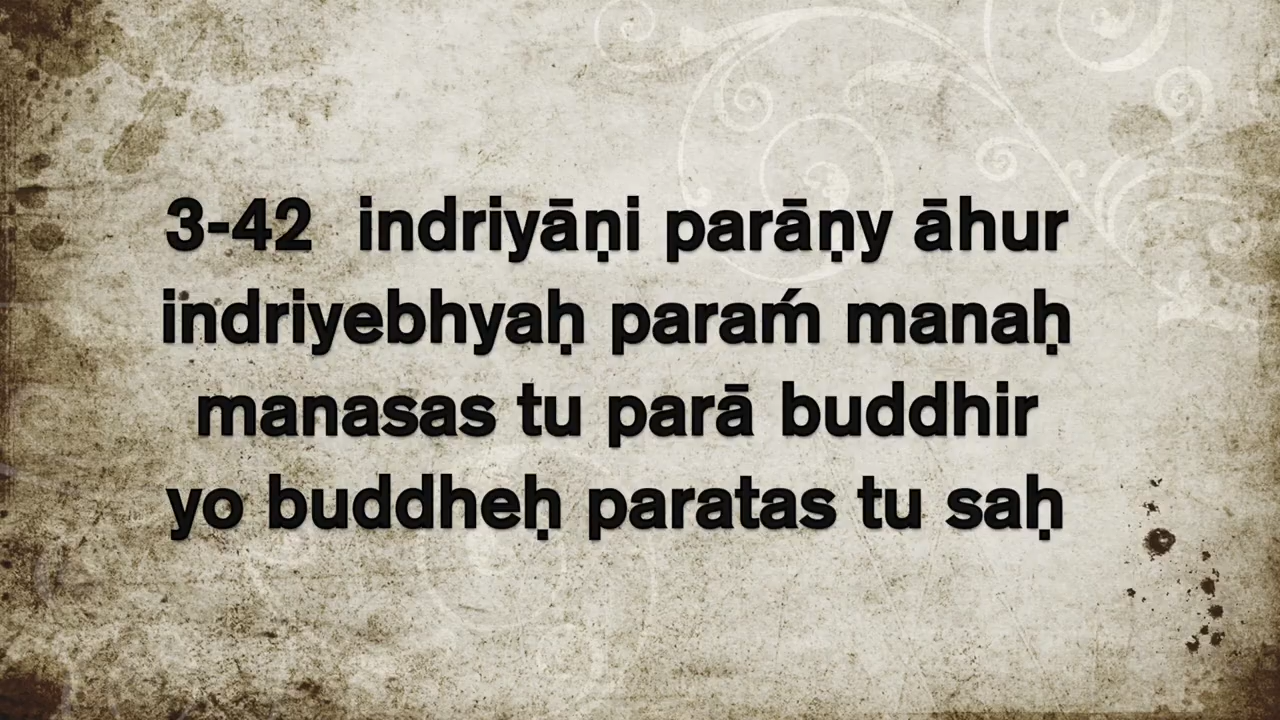 3-42 indriyāṇi parāṇy āhur
indriyebhyaḥ paraḿ manaḥ
manasas tu parā buddhir
yo buddheḥ paratas tu saḥ